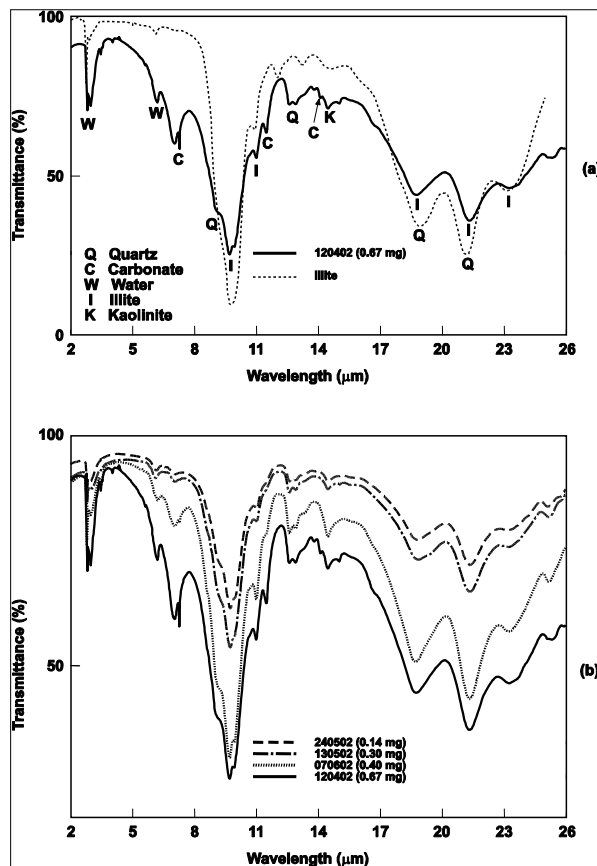 100
50
0
Transmittance (%)
W
W
C
Q
I
I
C
Q
C
K
I
Q
I
Q
I
(a)
Q Quartz
C Carbonate
W Water
I Illite
K Kaolinite
120402 (0.67 mg)
Illite
2 5 8 11 14 17 20 23 26
Wavelength (μm)
100
50
Transmittance (%)
(b)
240502 (0.14 mg)
130502 (0.30 mg)
070602 (0.40 mg)
120402 (0.67 mg)
2 5 8 11 14 17 20 23 26
Wavelength (μm)